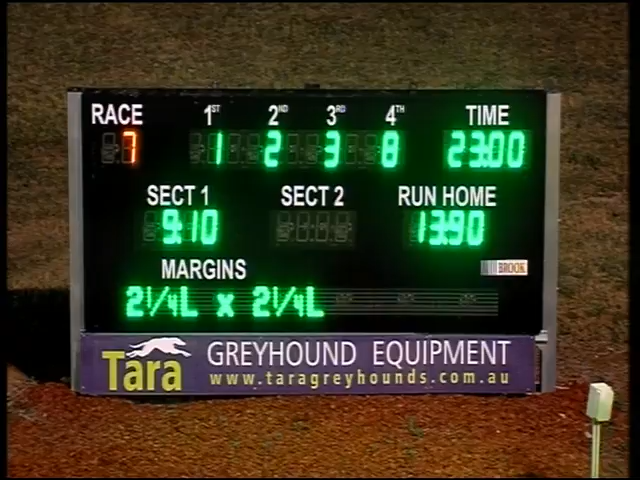 RACE 1ST 2ND 3RD 4TH TIME
7 1 2 3 8 23.00
SECT 1 SECT 2 RUN HOME
9.10 13.90
MARGINS
BROOK
2¼L x 2¼L
Tara GREYHOUND EQUIPMENT
www.taragreyhounds.com.au